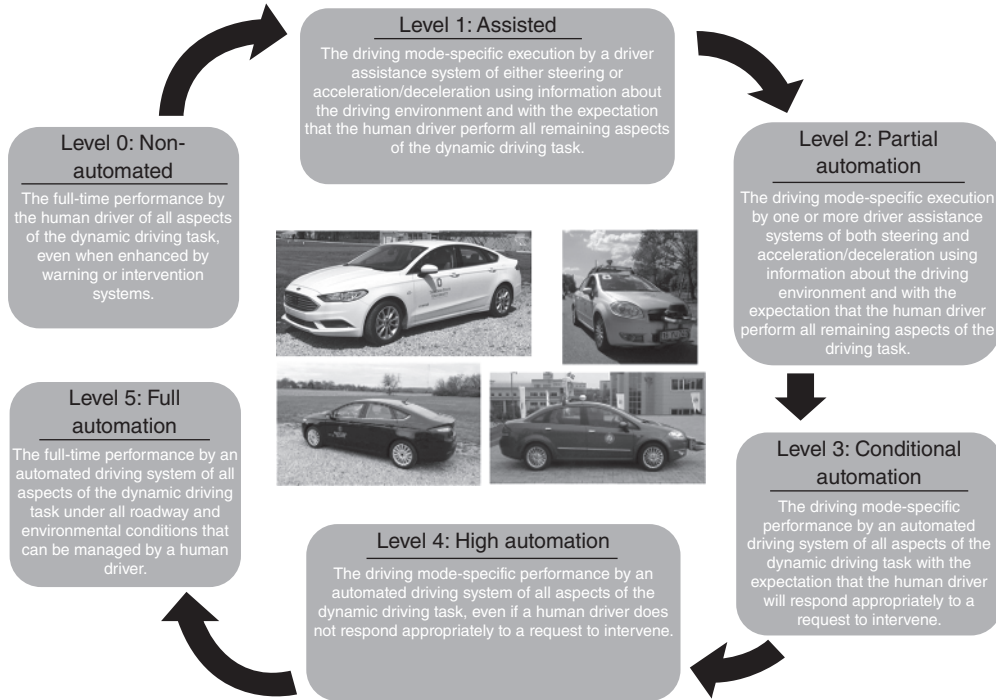 Level 1: Assisted
The driving mode-specific execution by a driver
assistance system of either steering or
acceleration/deceleration using information about
the driving environment and with the expectation
that the human driver perform all remaining aspects
of the dynamic driving task.
Level 0: Non-
automated
The full-time performance by
the human driver of all aspects
of the dynamic driving task,
even when enhanced by
warning or intervention
systems.
Level 2: Partial
automation
The driving mode-specific execution
by one or more driver assistance
systems of both steering and
acceleration/deceleration using
information about the driving
environment and with the
expectation that the human driver
perform all remaining aspects of the
driving task.
Level 5: Full
automation
The full-time performance by an
automated driving system of all
aspects of the dynamic driving
task under all roadway and
environmental conditions that
can be managed by a human
driver.
Level 3: Conditional
automation
The driving mode-specific
performance by an automated
driving system of all aspects of the
dynamic driving task with the
expectation that the human driver
will respond appropriately to a
request to intervene.
Level 4: High automation
The driving mode-specific performance by an
automated driving system of all aspects of the
dynamic driving task, even if a human driver does
not respond appropriately to a request to intervene.